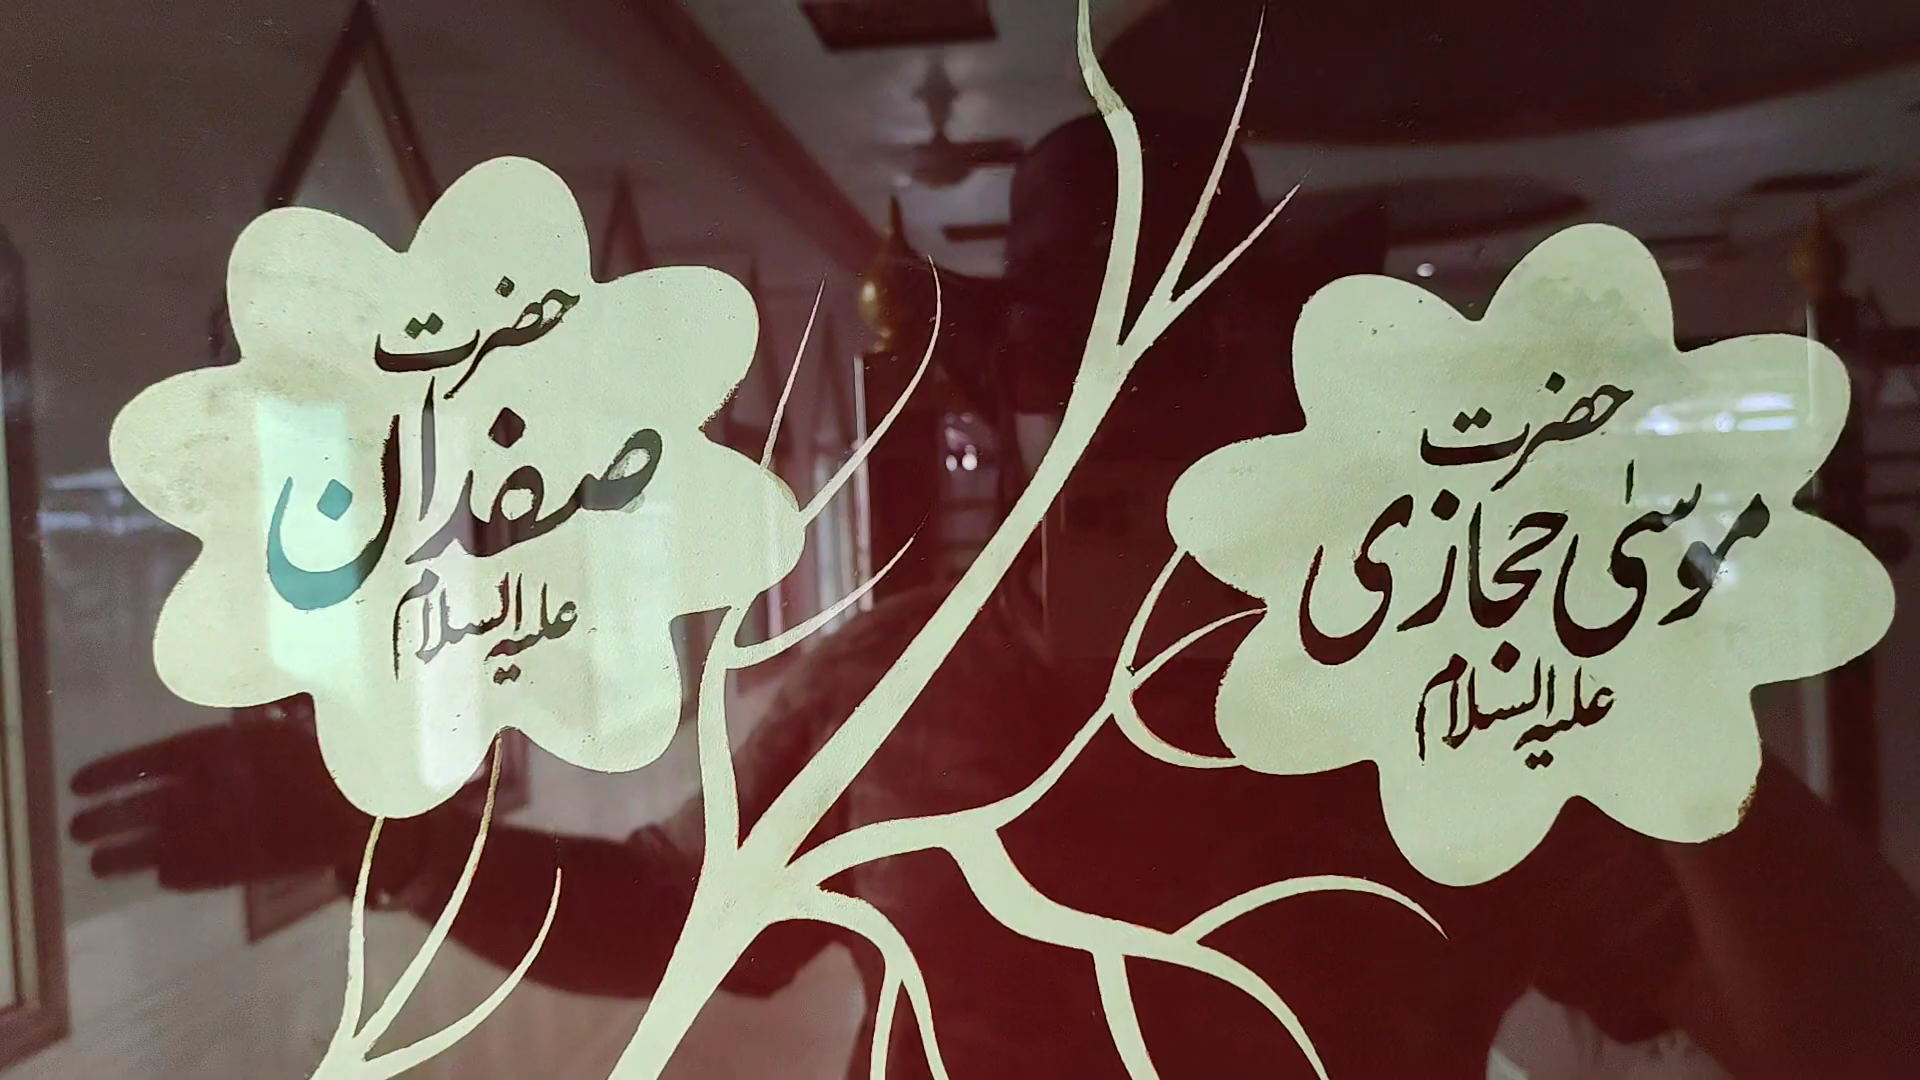 حضرت
صفدان
علیہ السلام
حضرت
موسیٰ حجازی
علیہ السلام